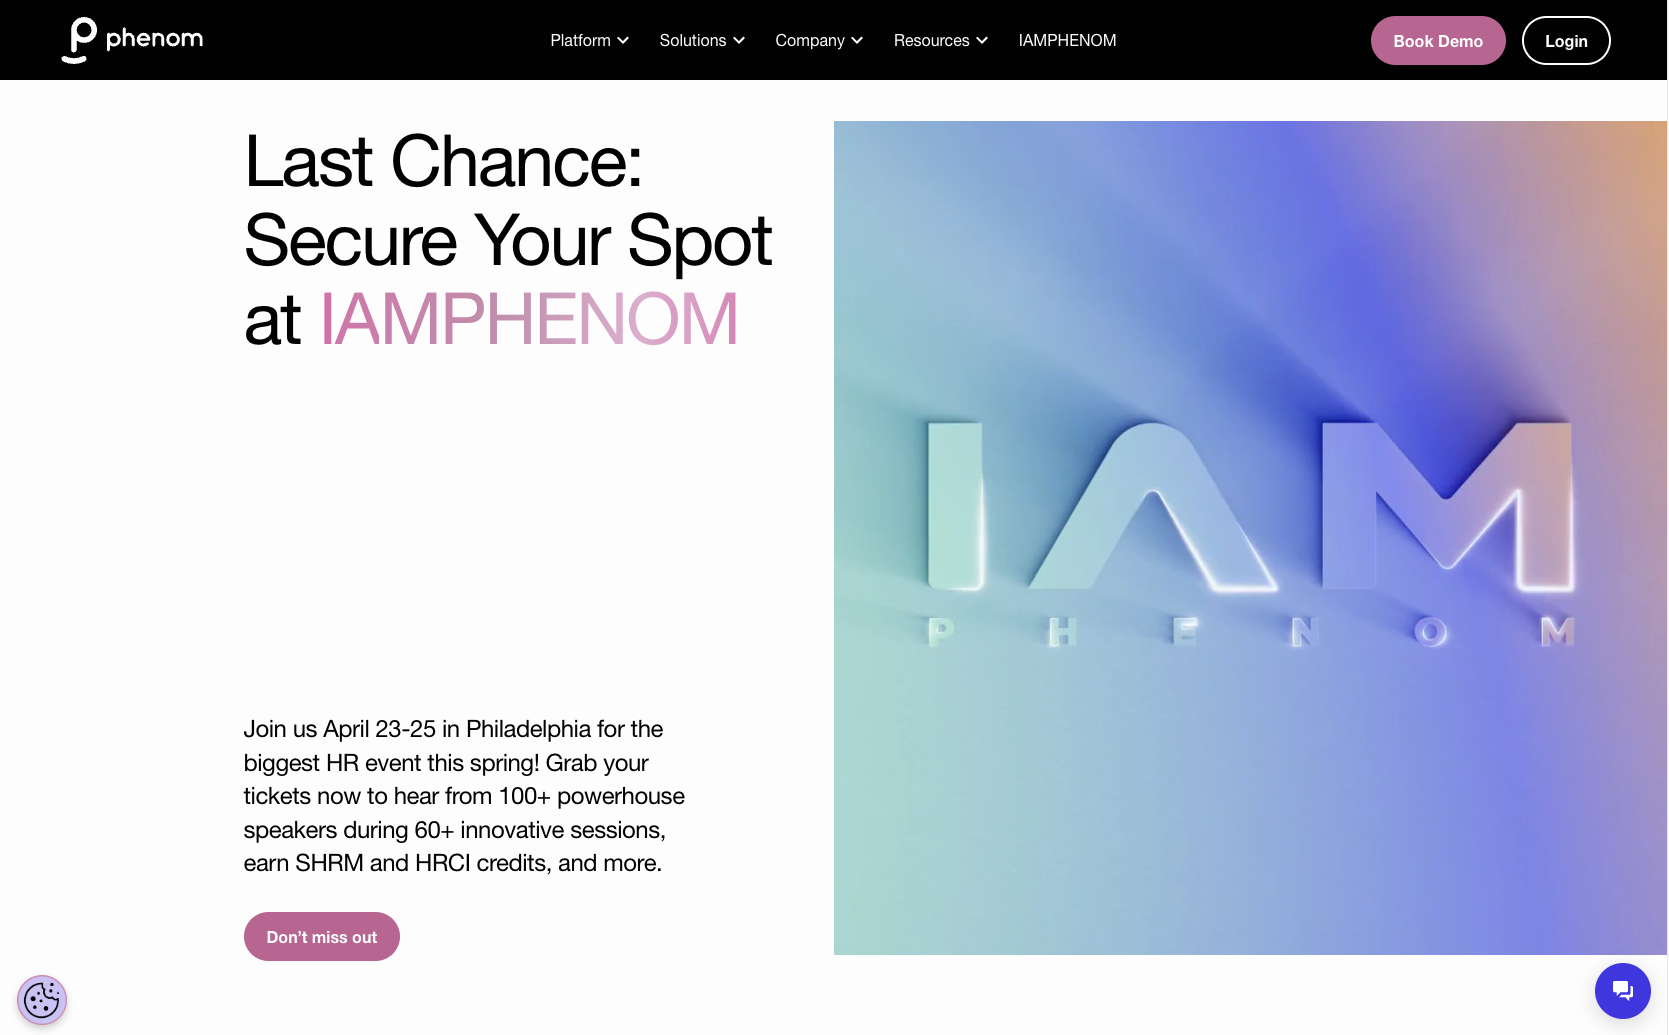 phenom
Platform
Solutions
Company
Resources
IAMPHENOM
Book Demo
Login
Last Chance:
Secure Your Spot
at IAMPHENOM
Join us April 23-25 in Philadelphia for the
biggest HR event this spring! Grab your
tickets now to hear from 100+ powerhouse
speakers during 60+ innovative sessions,
earn SHRM and HRCI credits, and more.
Don’t miss out
IAM
PHENOM